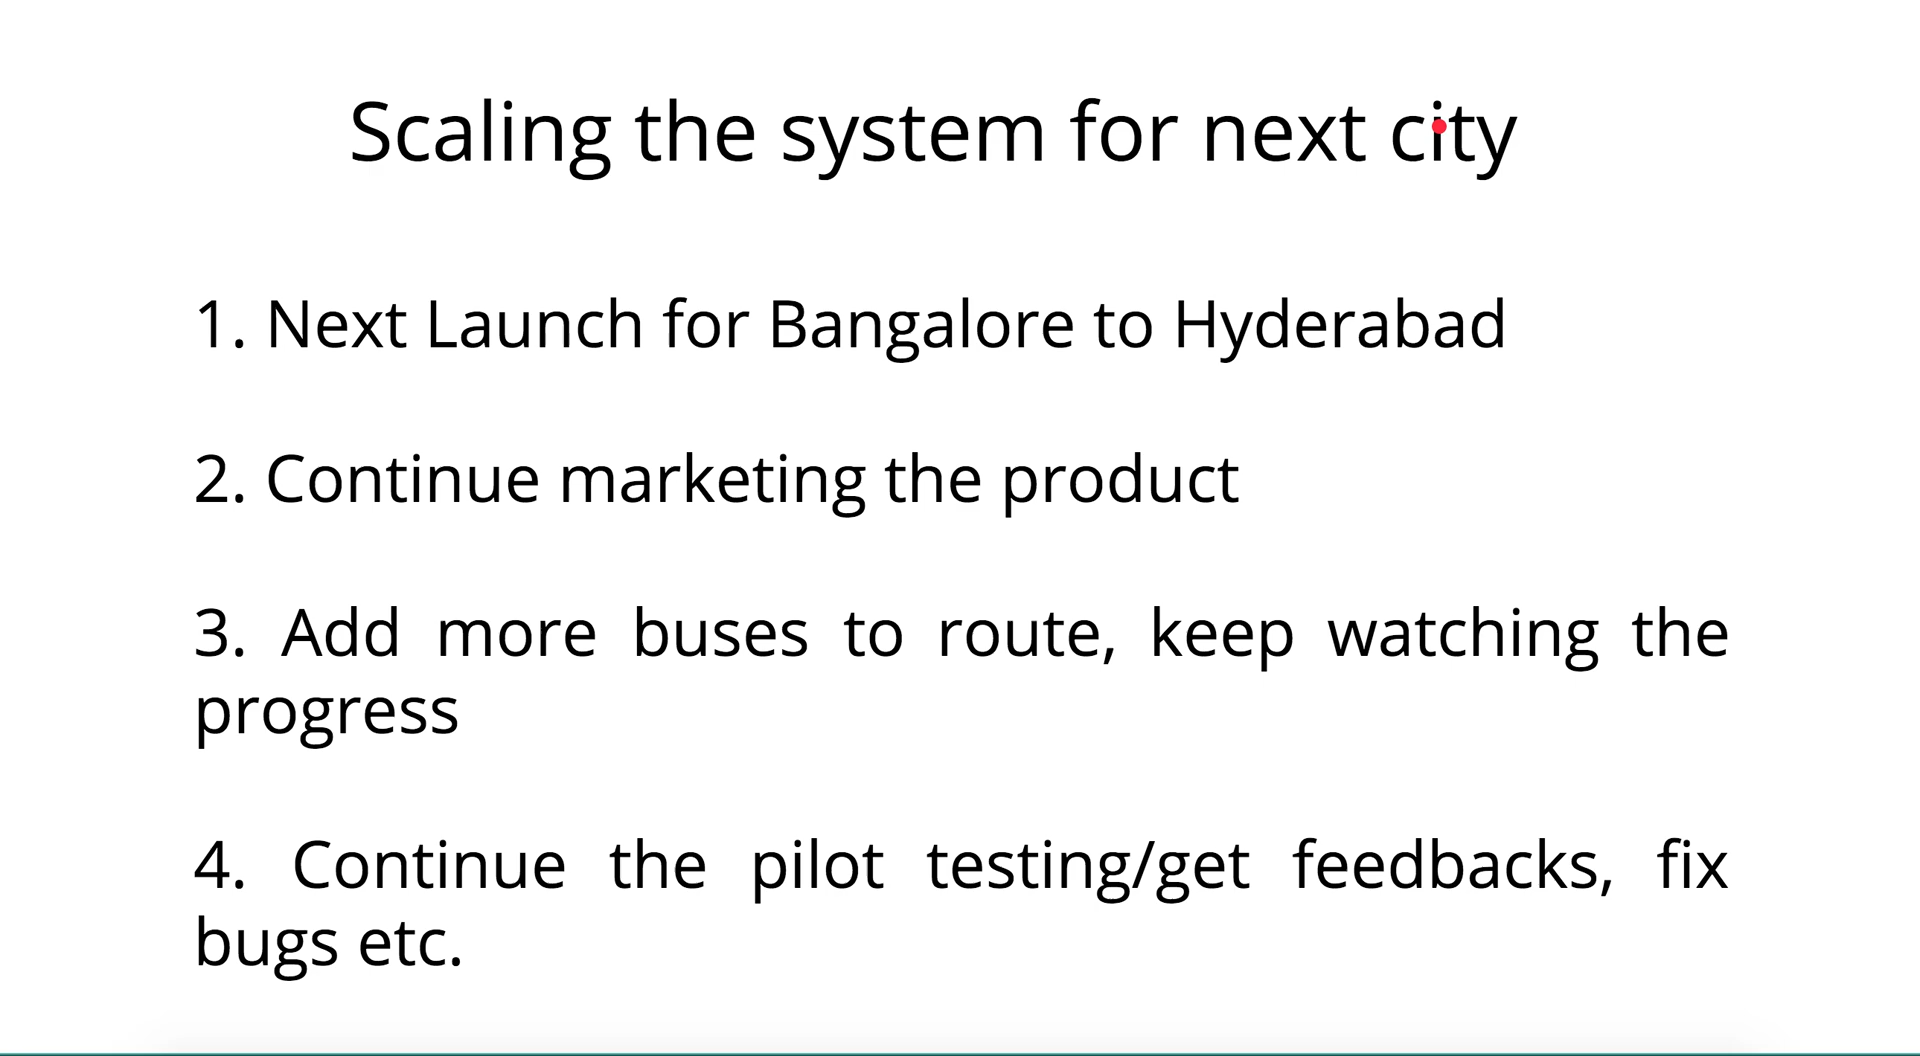 Scaling the system for next city
1. Next Launch for Bangalore to Hyderabad
2. Continue marketing the product
3. Add more buses to route, keep watching the
progress
4. Continue the pilot testing/get feedbacks, fix
bugs etc.